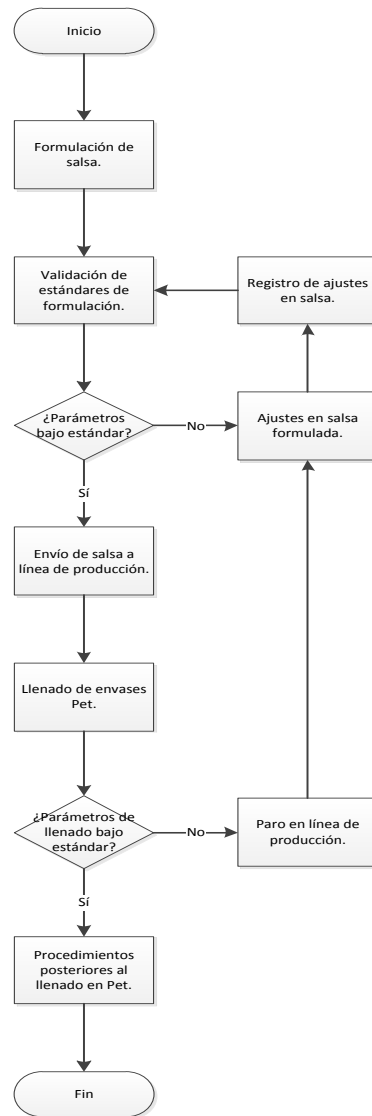 Inicio
Formulación de
salsa.
Validación de
estándares de
formulación.
Registro de ajustes
en salsa.
¿Parámetros
bajo estándar?
No
Ajustes en salsa
formulada.
Sí
Envío de salsa a
línea de producción.
Llenado de envases
Pet.
¿Parámetros de
llenado bajo
estándar?
No
Paro en línea de
producción.
Sí
Procedimientos
posteriores al
llenado en Pet.
Fin